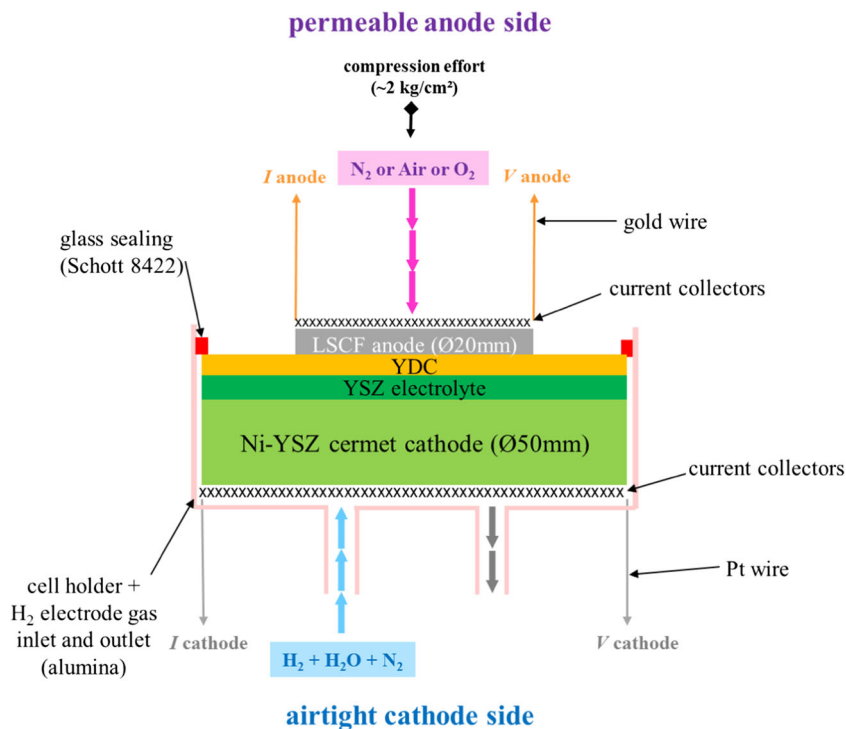 permeable anode side
compression effort
(~2 kg/cm²)
N₂ or Air or O₂
I anode
V anode
gold wire
glass sealing
(Schott 8422)
current collectors
xxxxxxxxxxxxxxxxxxxxxxxxxxxxxxx
LSCF anode (Ø20mm)
YDC
YSZ electrolyte
Ni-YSZ cermet cathode (Ø50mm)
current collectors
XXXXXXXXXXXXXXXXXXXXXXXXXXXXXXXXXXXXXXXXXXXXXXX
Pt wire
cell holder +
H₂ electrode gas
inlet and outlet
(alumina)
I cathode
V cathode
H₂ + H₂O + N₂
airtight cathode side